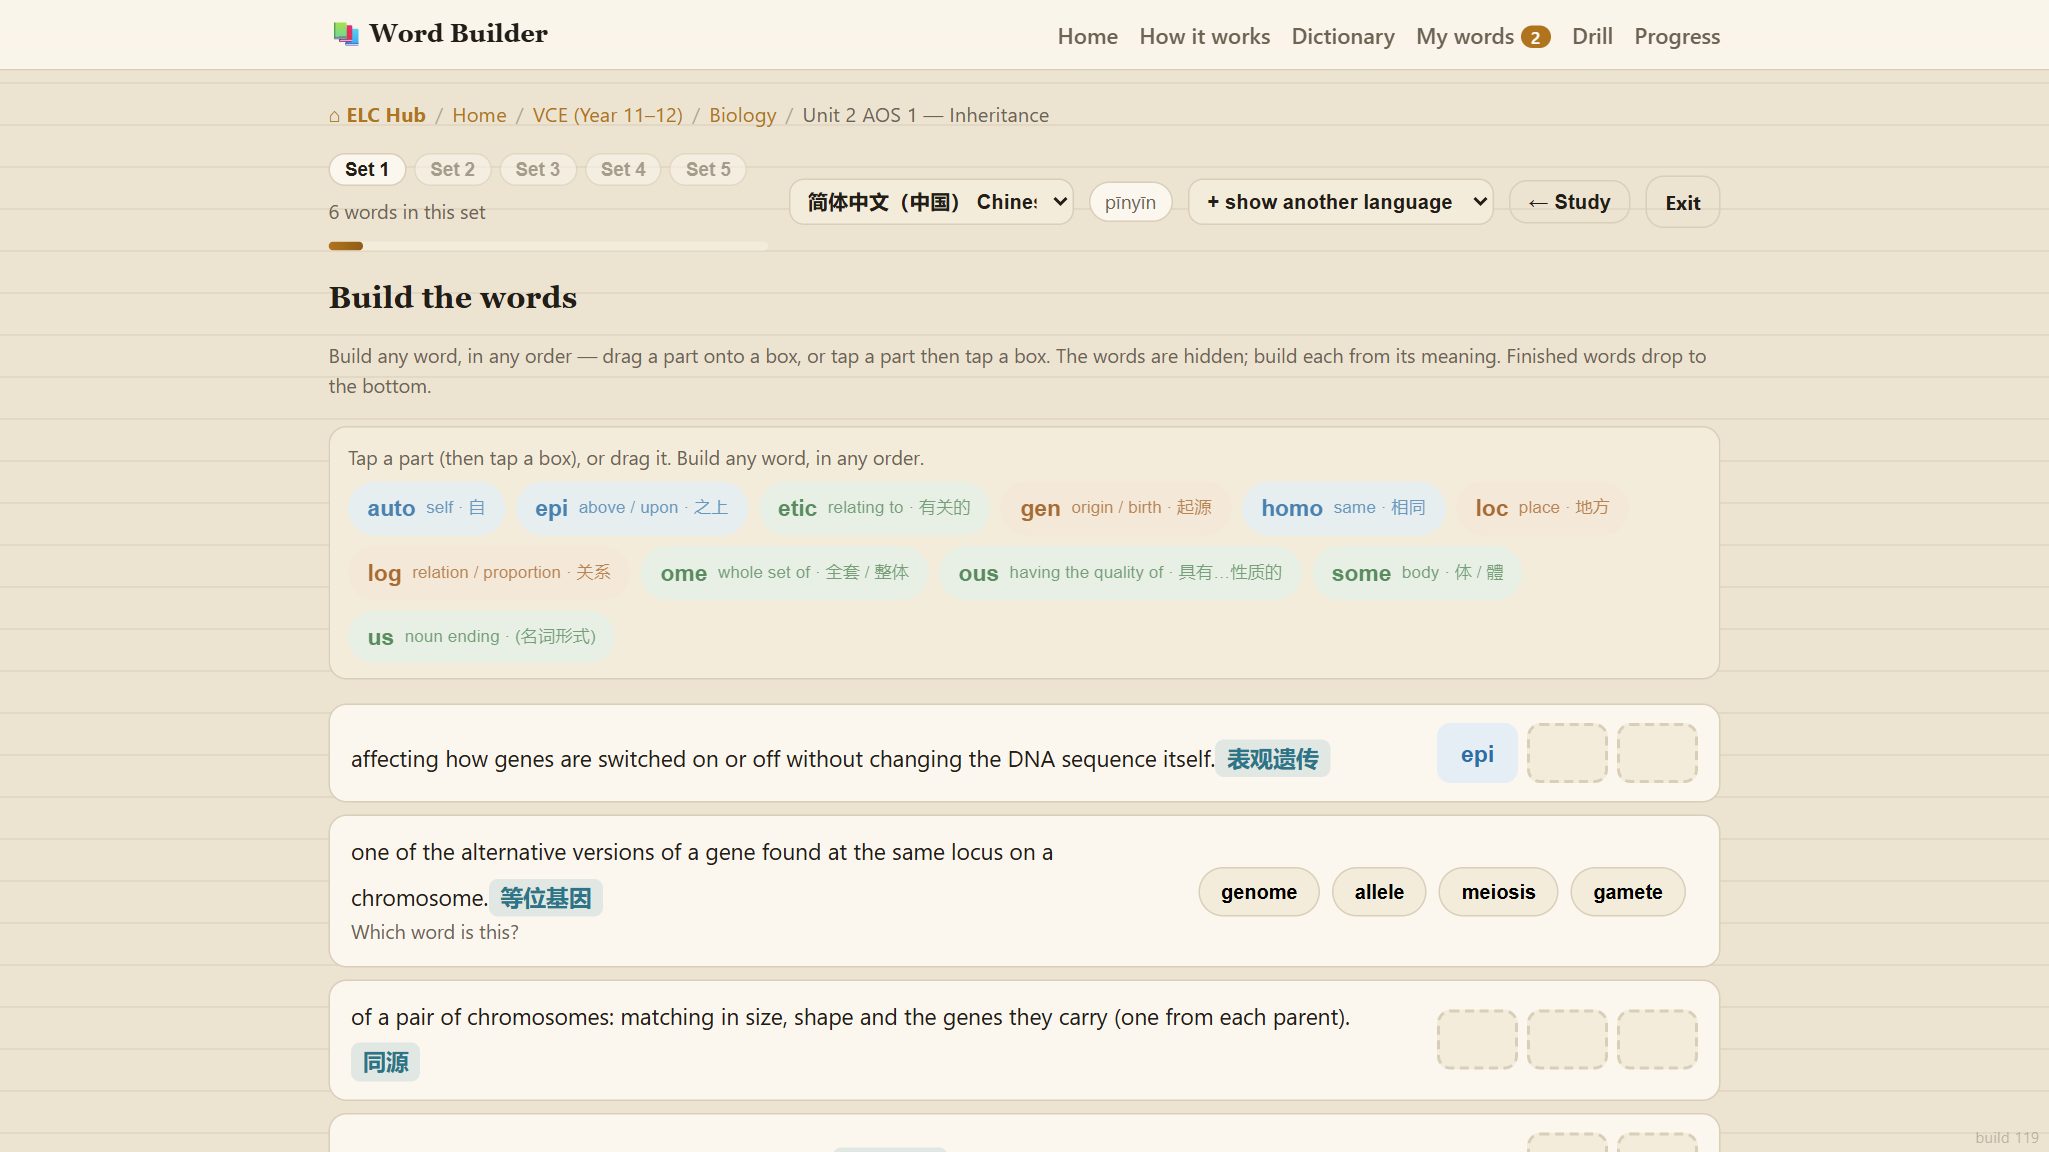 Word Builder
Home How it works Dictionary My words 2 Drill Progress
⌂ ELC Hub / Home / VCE (Year 11–12) / Biology / Unit 2 AOS 1 — Inheritance
Set 1 Set 2 Set 3 Set 4 Set 5
6 words in this set
简体中文（中国） Chine
pīnyīn
+ show another language
← Study
Exit
Build the words
Build any word, in any order — drag a part onto a box, or tap a part then tap a box. The words are hidden; build each from its meaning. Finished words drop to
the bottom.
Tap a part (then tap a box), or drag it. Build any word, in any order.
auto self · 自 epi above / upon · 之上 etic relating to · 有关的 gen origin / birth · 起源 homo same · 相同 loc place · 地方
log relation / proportion · 关系 ome whole set of · 全套 / 整体 ous having the quality of · 具有…性质的 some body · 体 / 體
us noun ending · (名词形式)
affecting how genes are switched on or off without changing the DNA sequence itself. 表观遗传
epi
one of the alternative versions of a gene found at the same locus on a
chromosome. 等位基因
Which word is this?
genome allele meiosis gamete
of a pair of chromosomes: matching in size, shape and the genes they carry (one from each parent).
同源
build 119